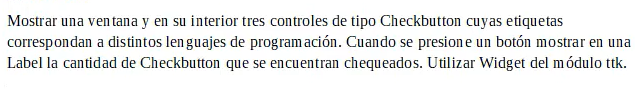 Mostrar una ventana y en su interior tres controles de tipo Checkbutton cuyas etiquetas
correspondan a distintos lenguajes de programación. Cuando se presione un botón mostrar en una
Label la cantidad de Checkbutton que se encuentran chequeados. Utilizar Widget del módulo ttk.